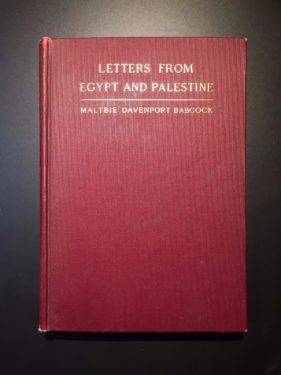 LETTERS FROM
EGYPT AND PALESTINE
MALTBIE DAVENPORT BABCOCK